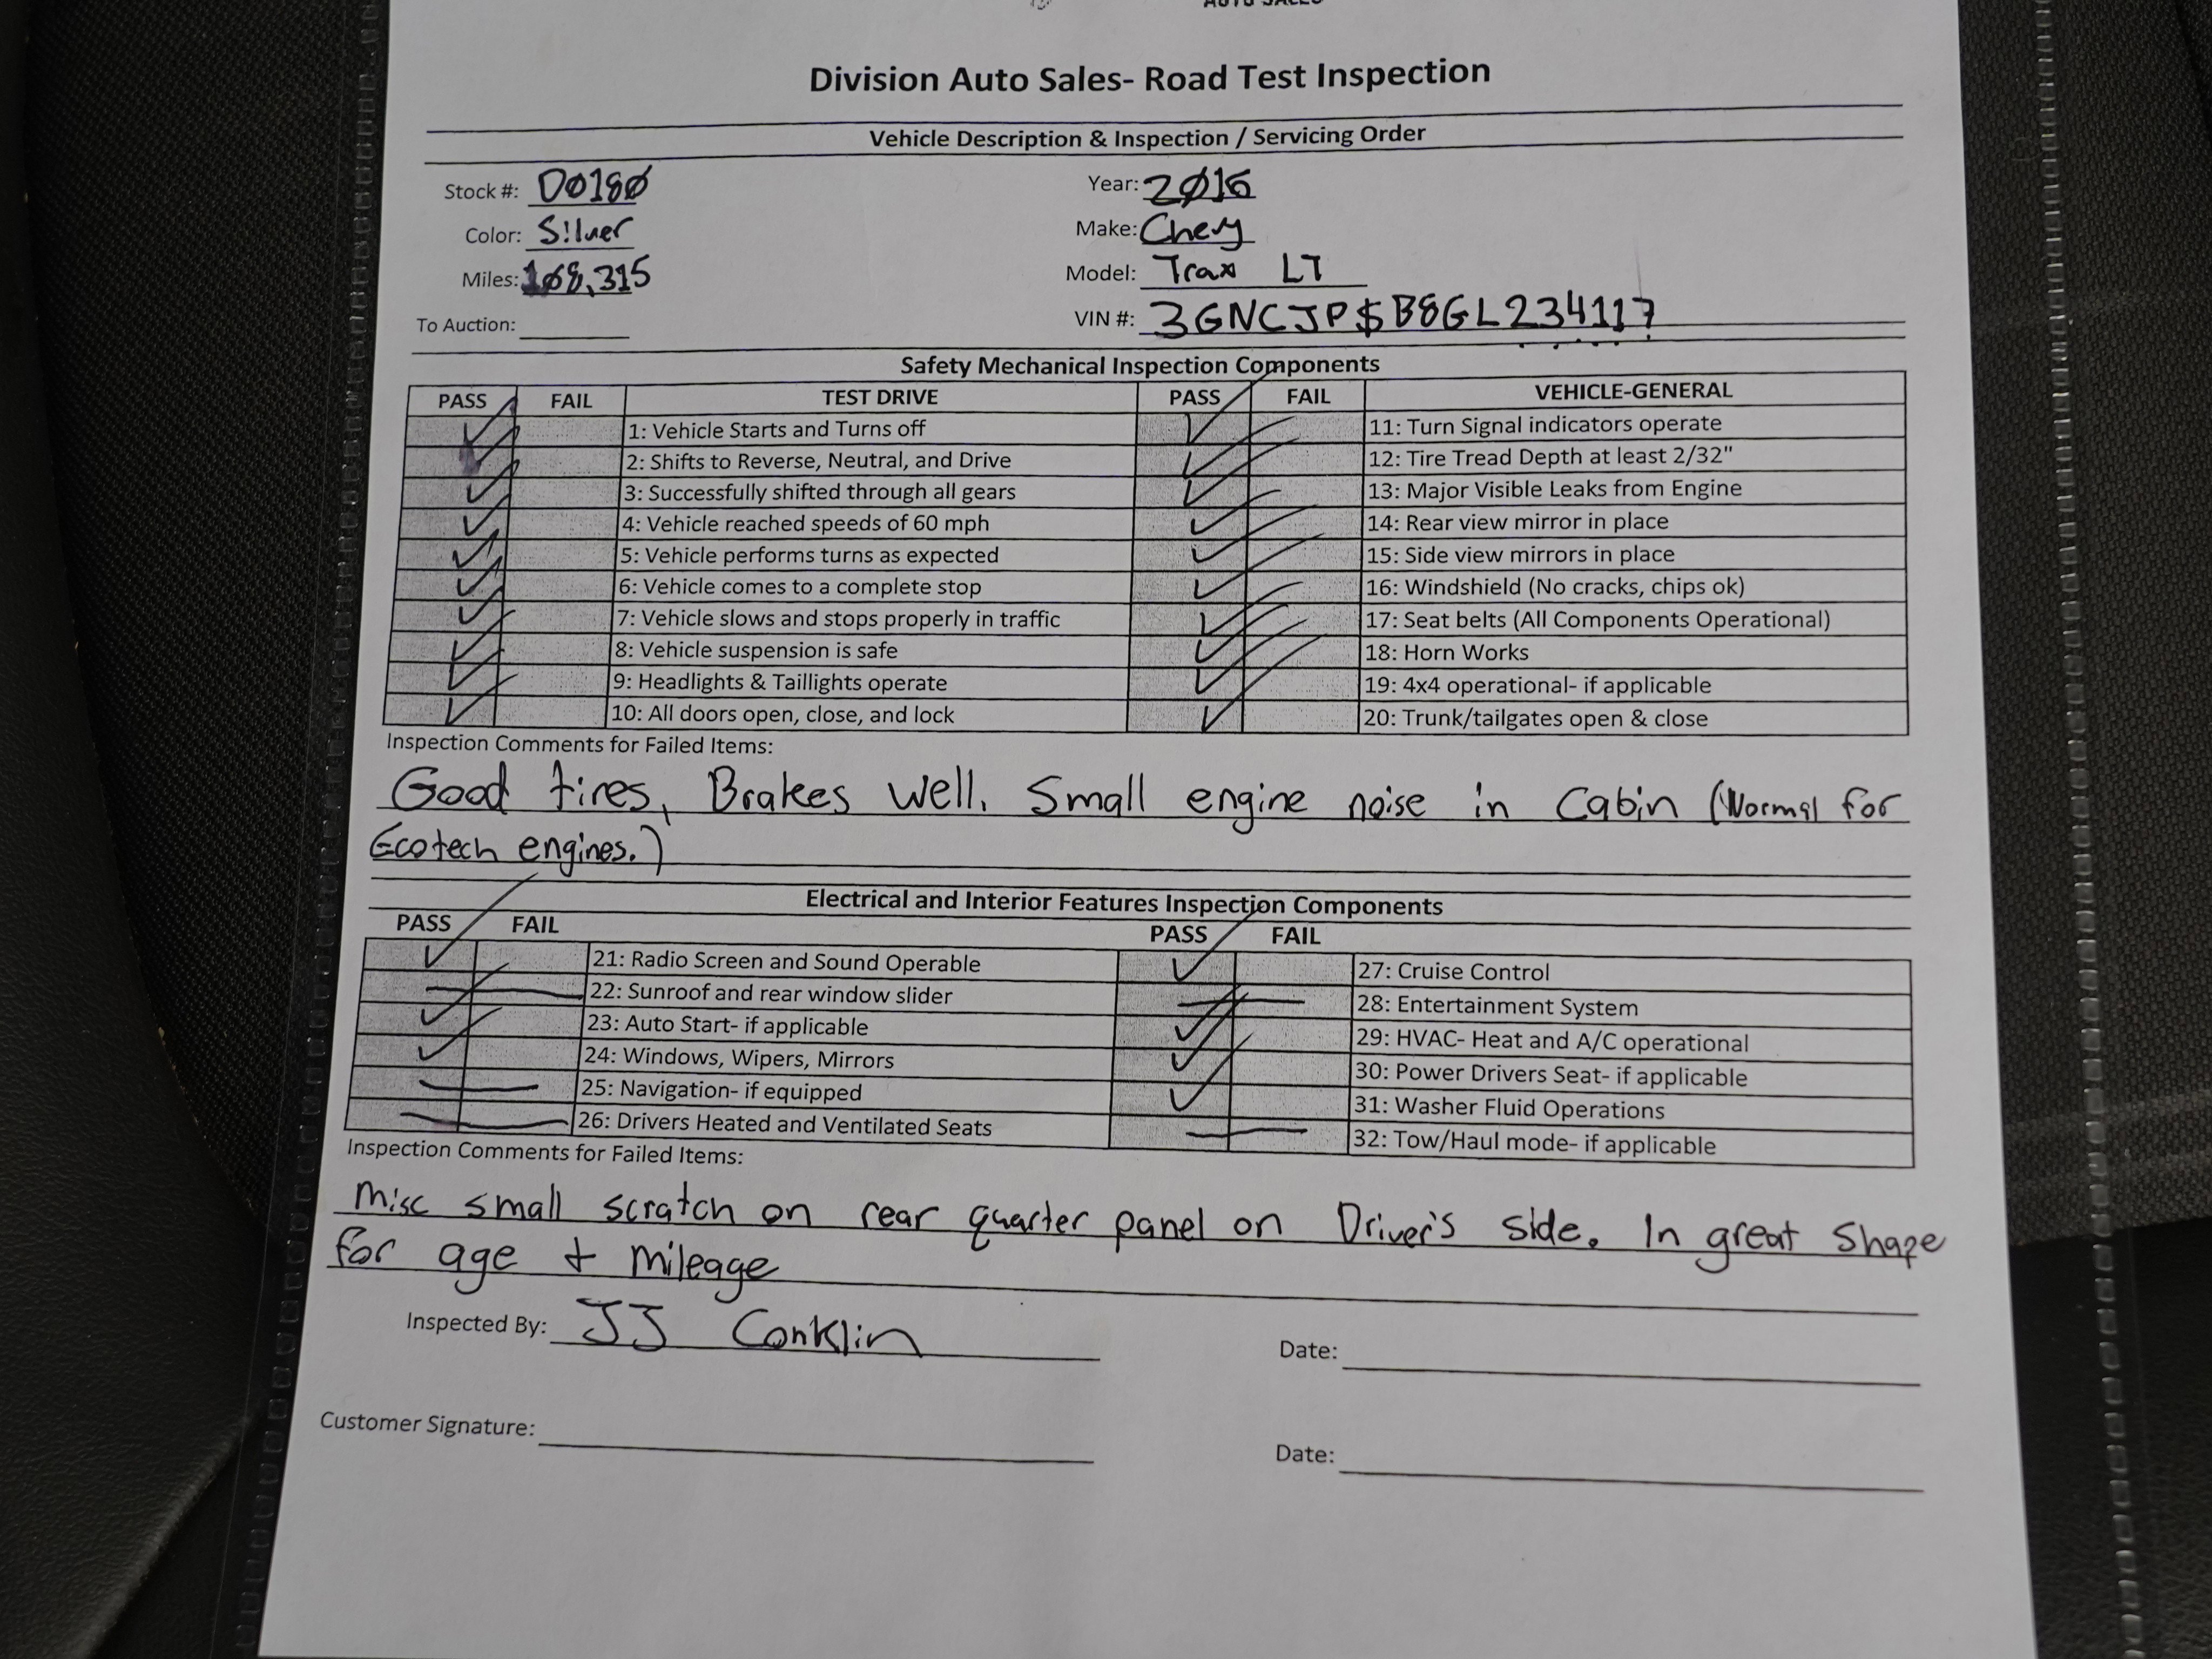 AUTO SALES
Division Auto Sales- Road Test Inspection
Vehicle Description & Inspection / Servicing Order
Stock #: D0180 Year: 2016
Color: Silver Make: Chevy
Miles: 108,315 Model: Trax LT
To Auction: VIN #: 3GNCJP$B8GL234117
Safety Mechanical Inspection Components
PASS FAIL TEST DRIVE PASS FAIL VEHICLE-GENERAL
1: Vehicle Starts and Turns off 11: Turn Signal indicators operate
2: Shifts to Reverse, Neutral, and Drive 12: Tire Tread Depth at least 2/32"
3: Successfully shifted through all gears 13: Major Visible Leaks from Engine
4: Vehicle reached speeds of 60 mph 14: Rear view mirror in place
5: Vehicle performs turns as expected 15: Side view mirrors in place
6: Vehicle comes to a complete stop 16: Windshield (No cracks, chips ok)
7: Vehicle slows and stops properly in traffic 17: Seat belts (All Components Operational)
8: Vehicle suspension is safe 18: Horn Works
9: Headlights & Taillights operate 19: 4x4 operational- if applicable
10: All doors open, close, and lock 20: Trunk/tailgates open & close
Inspection Comments for Failed Items:
Good tires, Brakes well. Small engine noise in Cabin (Normal for
Ecotech engines.)
Electrical and Interior Features Inspection Components
PASS FAIL PASS FAIL
21: Radio Screen and Sound Operable 27: Cruise Control
22: Sunroof and rear window slider 28: Entertainment System
23: Auto Start- if applicable 29: HVAC- Heat and A/C operational
24: Windows, Wipers, Mirrors 30: Power Drivers Seat- if applicable
25: Navigation- if equipped 31: Washer Fluid Operations
26: Drivers Heated and Ventilated Seats 32: Tow/Haul mode- if applicable
Inspection Comments for Failed Items:
Misc small scratch on rear quarter panel on Driver's side. In great shape
for age + mileage
Inspected By: JJ Conklin Date:
Customer Signature: Date: